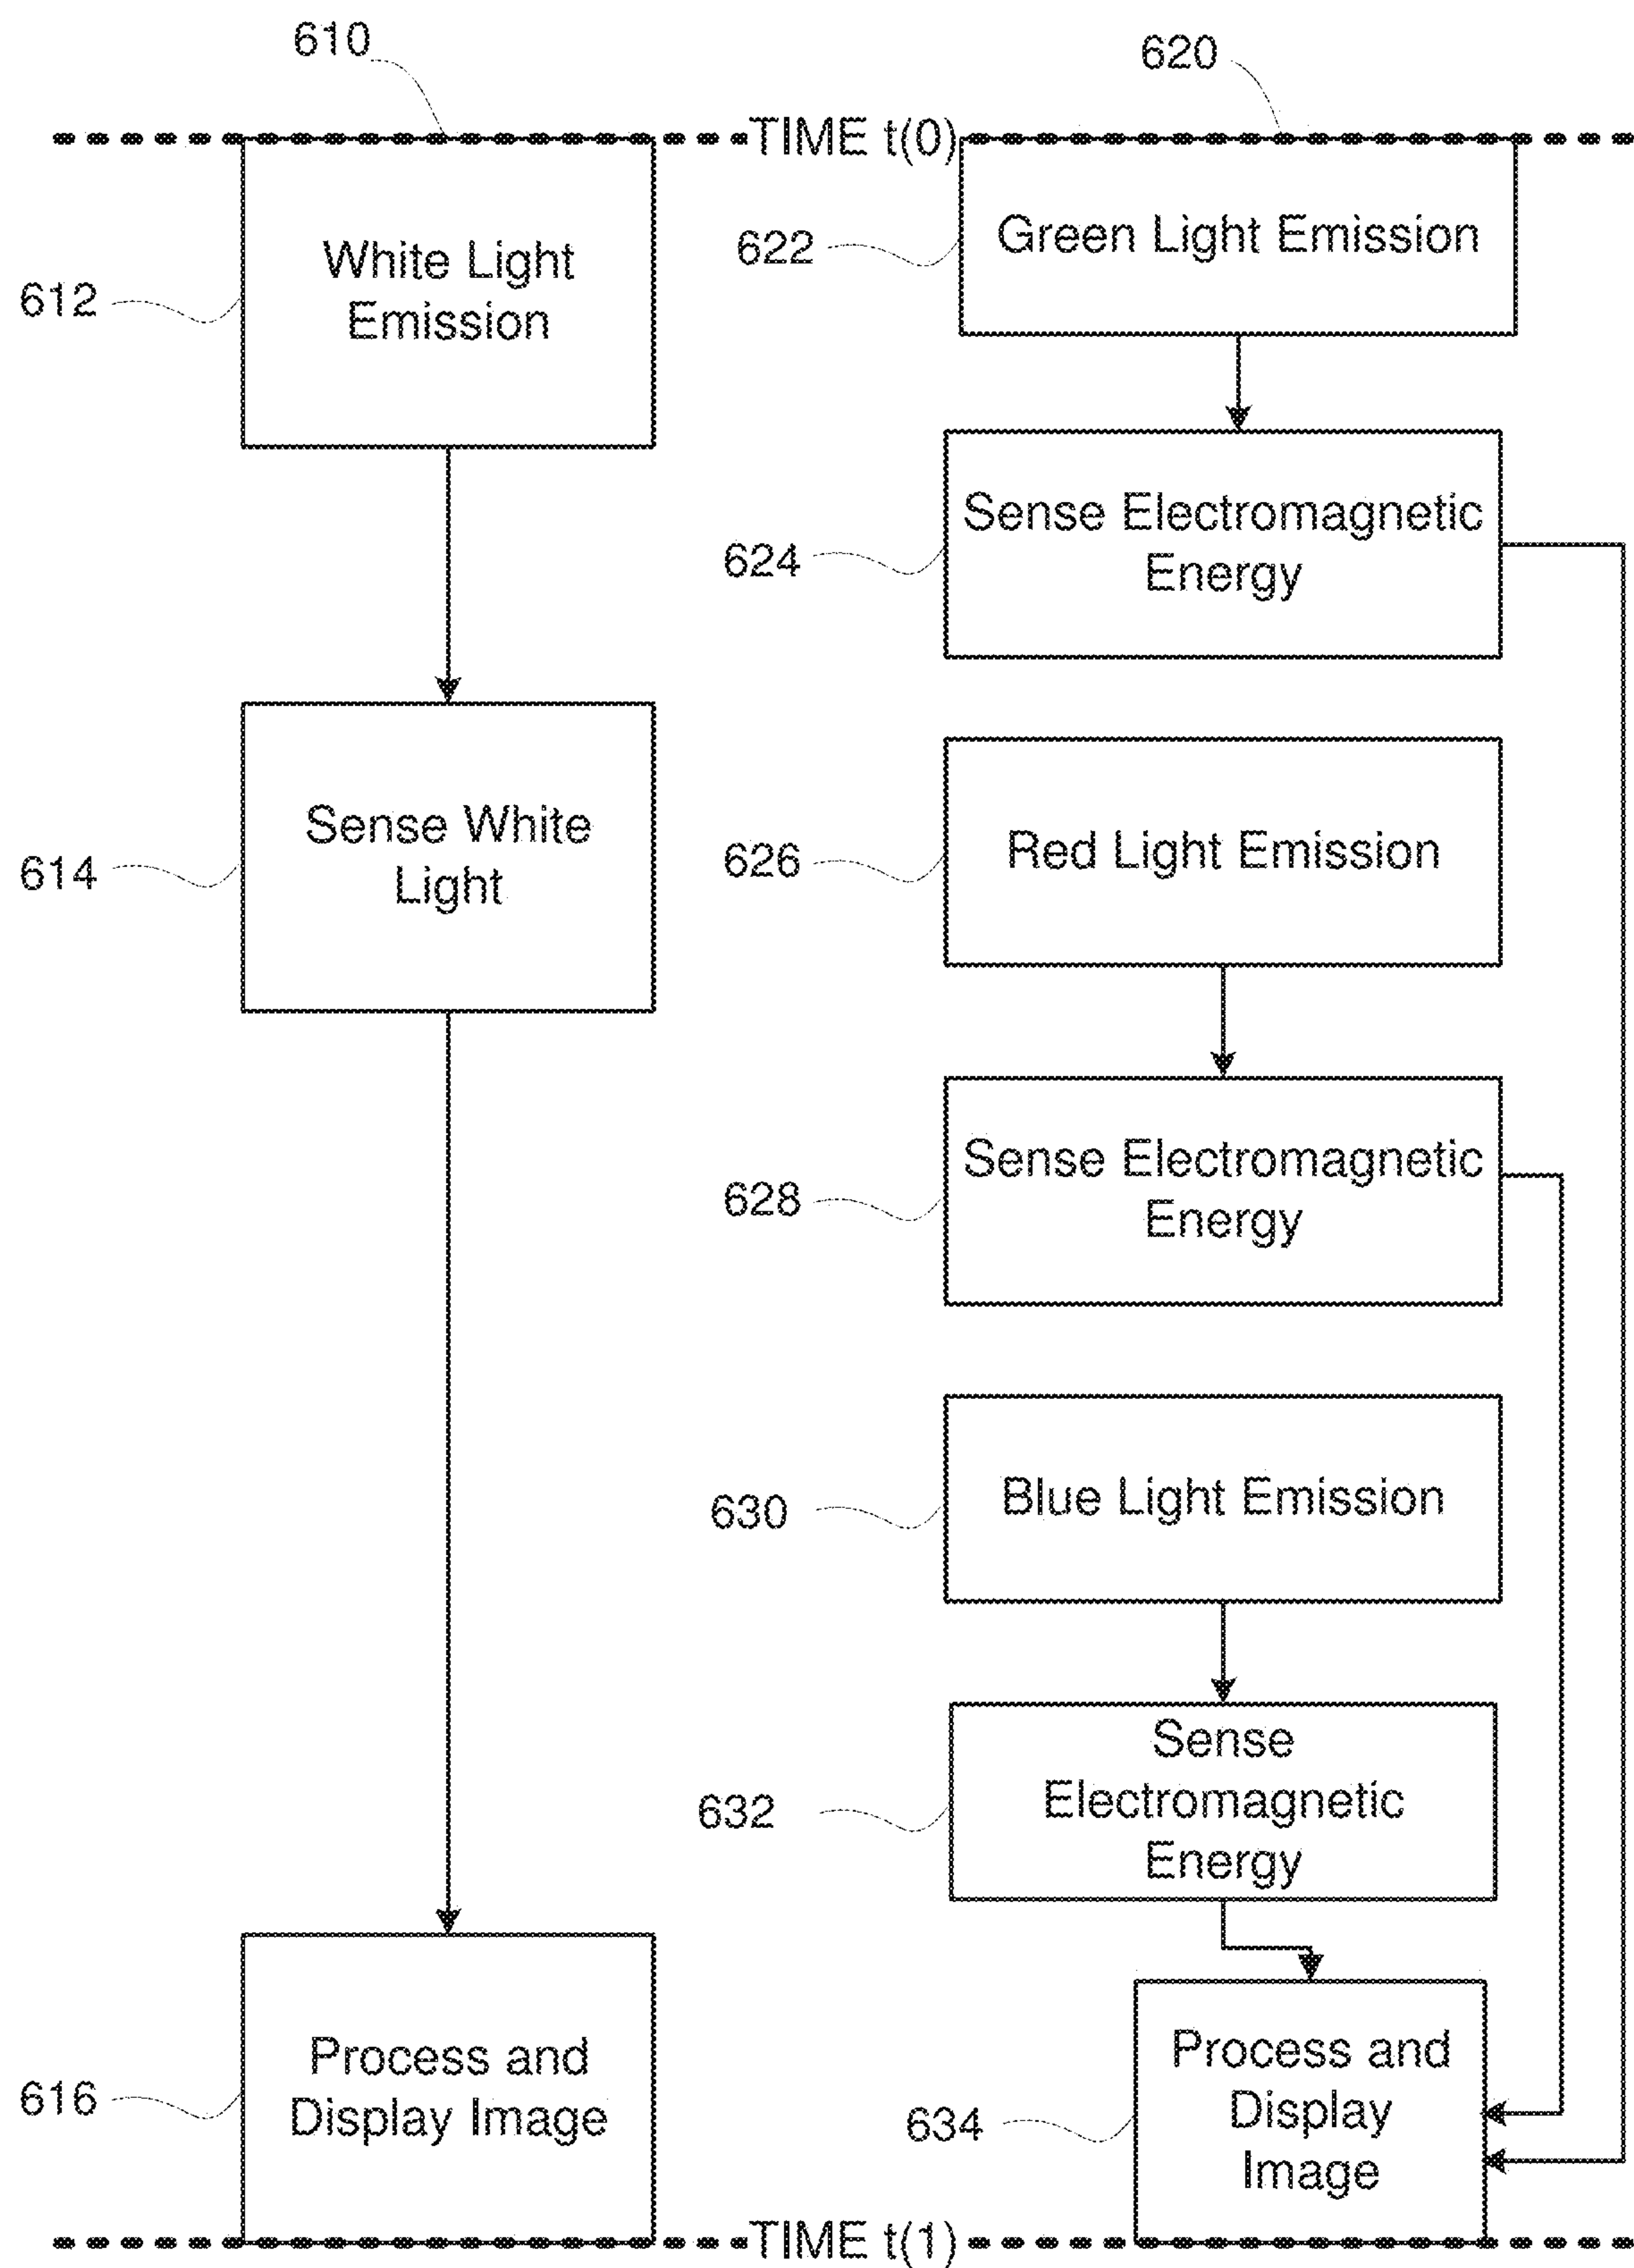 610
620
TIME t(0)
612
White Light
Emission
622
Green Light Emission
624
Sense Electromagnetic
Energy
614
Sense White
Light
626
Red Light Emission
628
Sense Electromagnetic
Energy
630
Blue Light Emission
632
Sense
Electromagnetic
Energy
616
Process and
Display Image
634
Process and
Display
Image
TIME t(1)